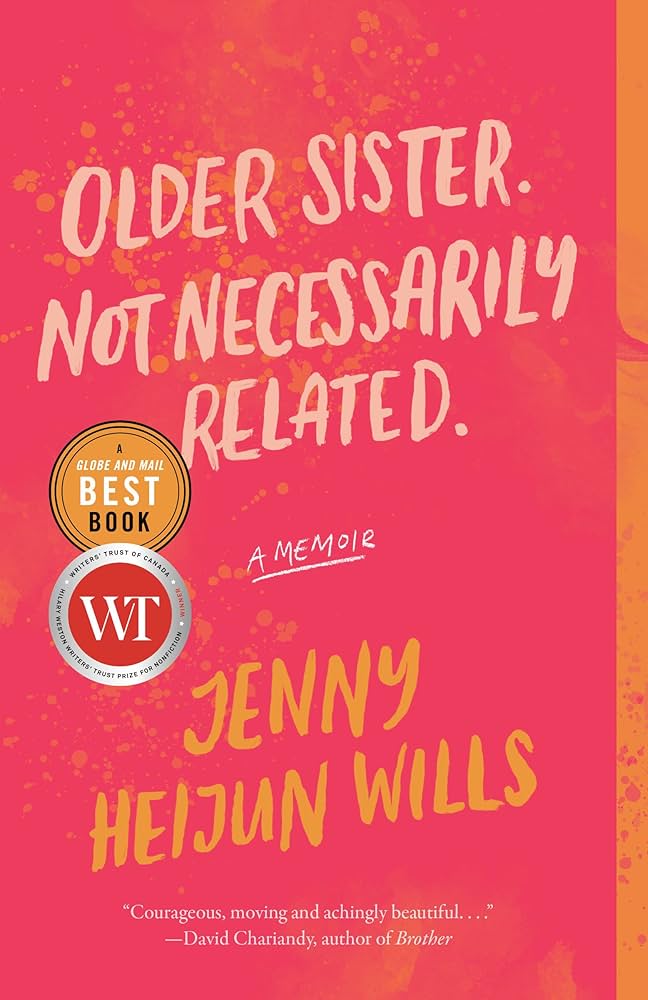 OLDER SISTER.
NOT NECESSARILY
RELATED.
A
GLOBE AND MAIL
BEST
BOOK
A MEMOIR
WRITERS' TRUST OF CANADA
WINNER
HILARY WESTON WRITERS' TRUST PRIZE FOR NONFICTION
WT
JENNY
HEIJUN WILLS
“Courageous, moving and achingly beautiful. . . .”
—David Chariandy, author of Brother